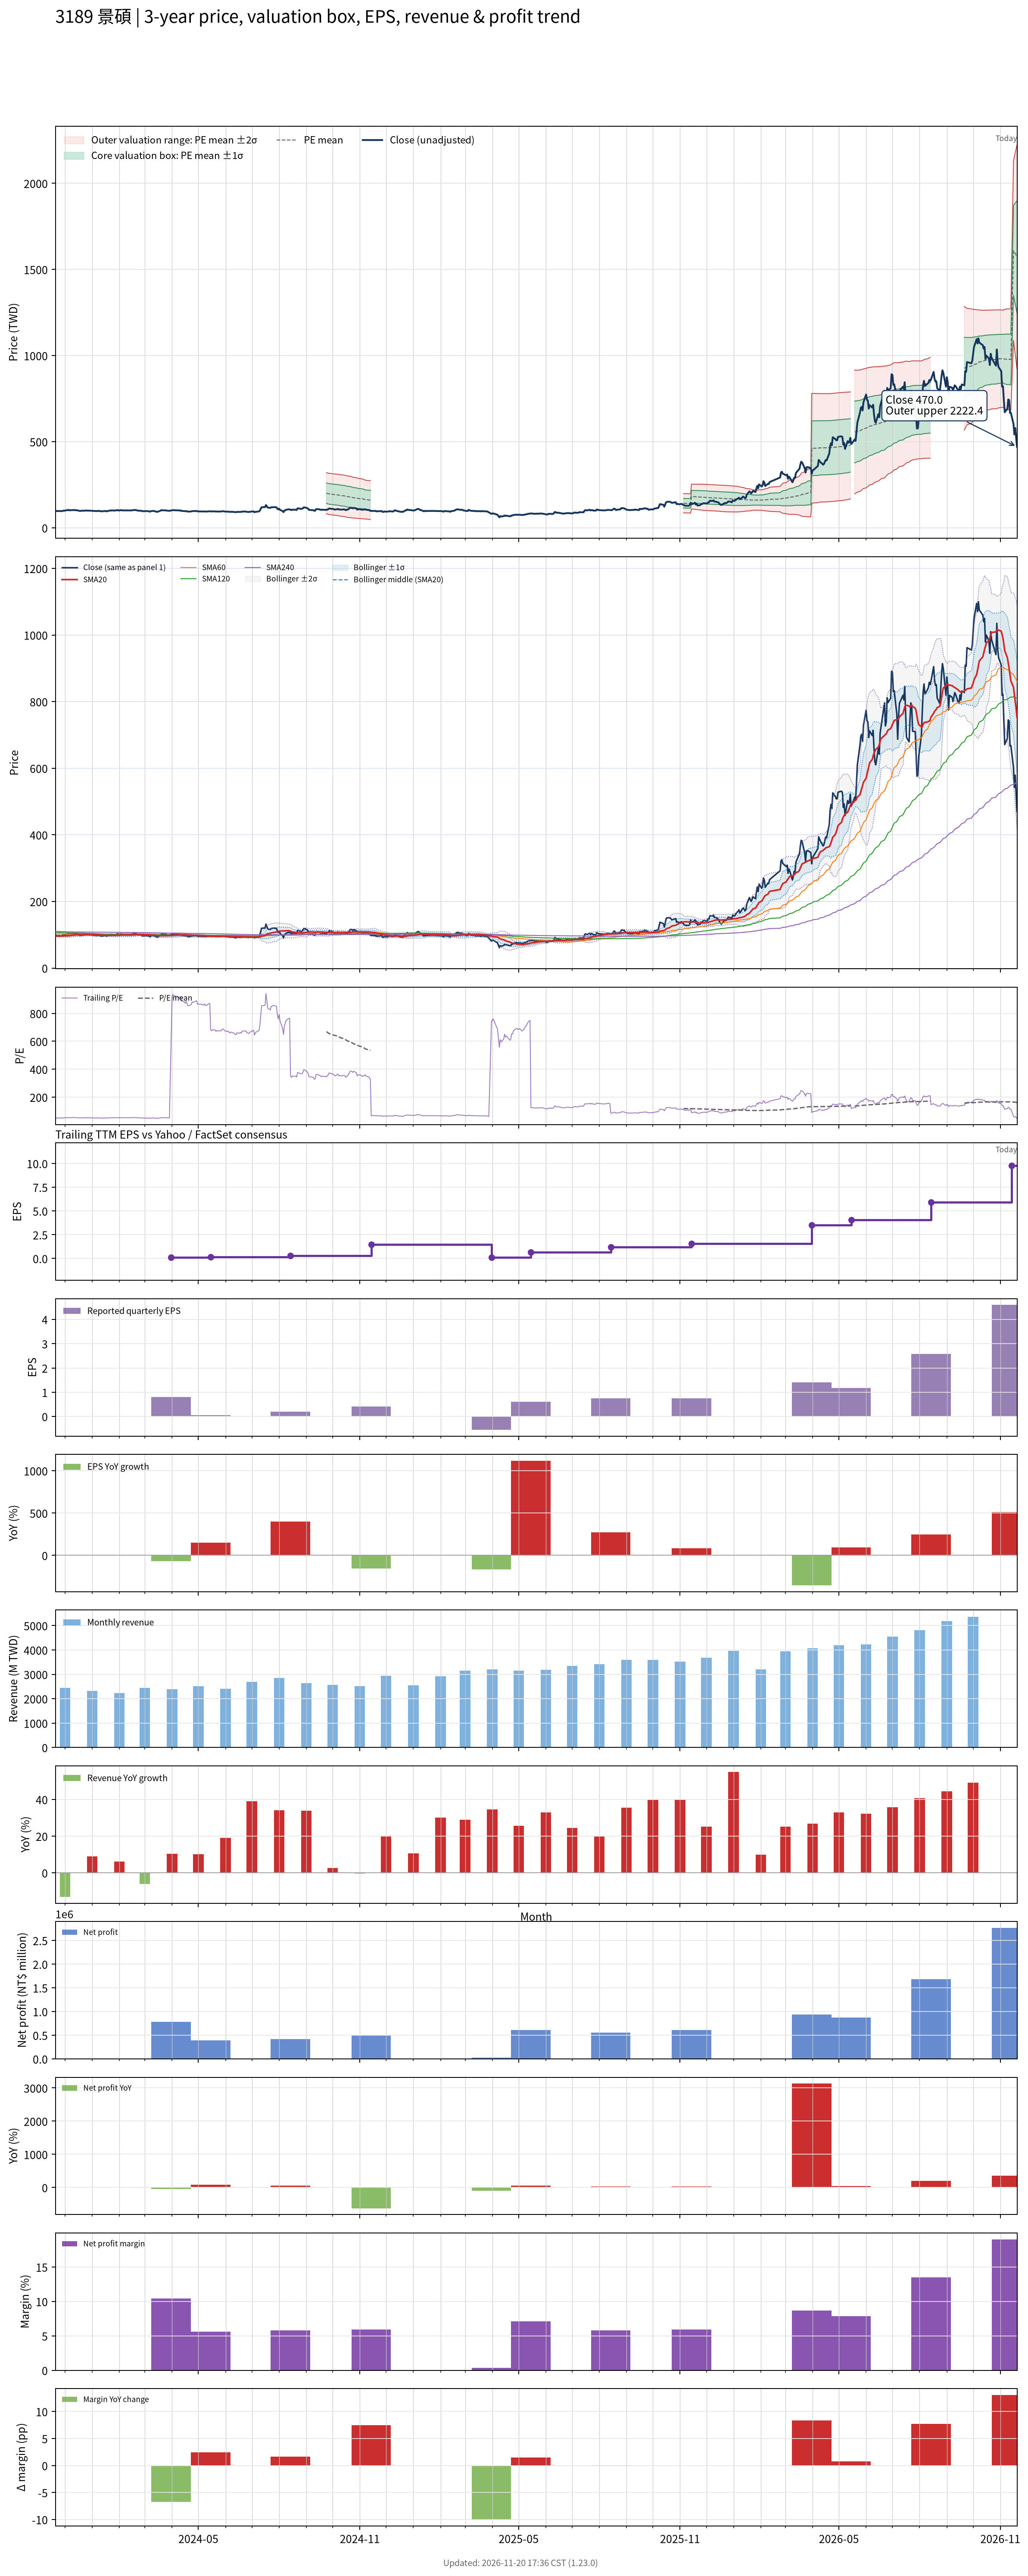 3189 景碩 | 3-year price, valuation box, EPS, revenue & profit trend
Outer valuation range: PE mean ±2σ
Core valuation box: PE mean ±1σ
PE mean
Close (unadjusted)
Today
Price (TWD)
2000
1500
1000
500
0
Close 470.0
Outer upper 2222.4
Close (same as panel 1)
SMA20
SMA60
SMA120
SMA240
Bollinger ±2σ
Bollinger ±1σ
Bollinger middle (SMA20)
Price
1200
1000
800
600
400
200
0
Trailing P/E
P/E mean
P/E
800
600
400
200
Trailing TTM EPS vs Yahoo / FactSet consensus
Today
EPS
10.0
7.5
5.0
2.5
0.0
Reported quarterly EPS
EPS
4
3
2
1
0
EPS YoY growth
YoY (%)
1000
500
0
Monthly revenue
Revenue (M TWD)
5000
4000
3000
2000
1000
0
Revenue YoY growth
YoY (%)
40
20
0
Month
1e6
Net profit
Net profit (NT$ million)
2.5
2.0
1.5
1.0
0.5
0.0
Net profit YoY
YoY (%)
3000
2000
1000
0
Net profit margin
Margin (%)
15
10
5
0
Margin YoY change
Δ margin (pp)
10
5
0
-5
-10
2024-05
2024-11
2025-05
2025-11
2026-05
2026-11
Updated: 2026-11-20 17:36 CST (1.23.0)